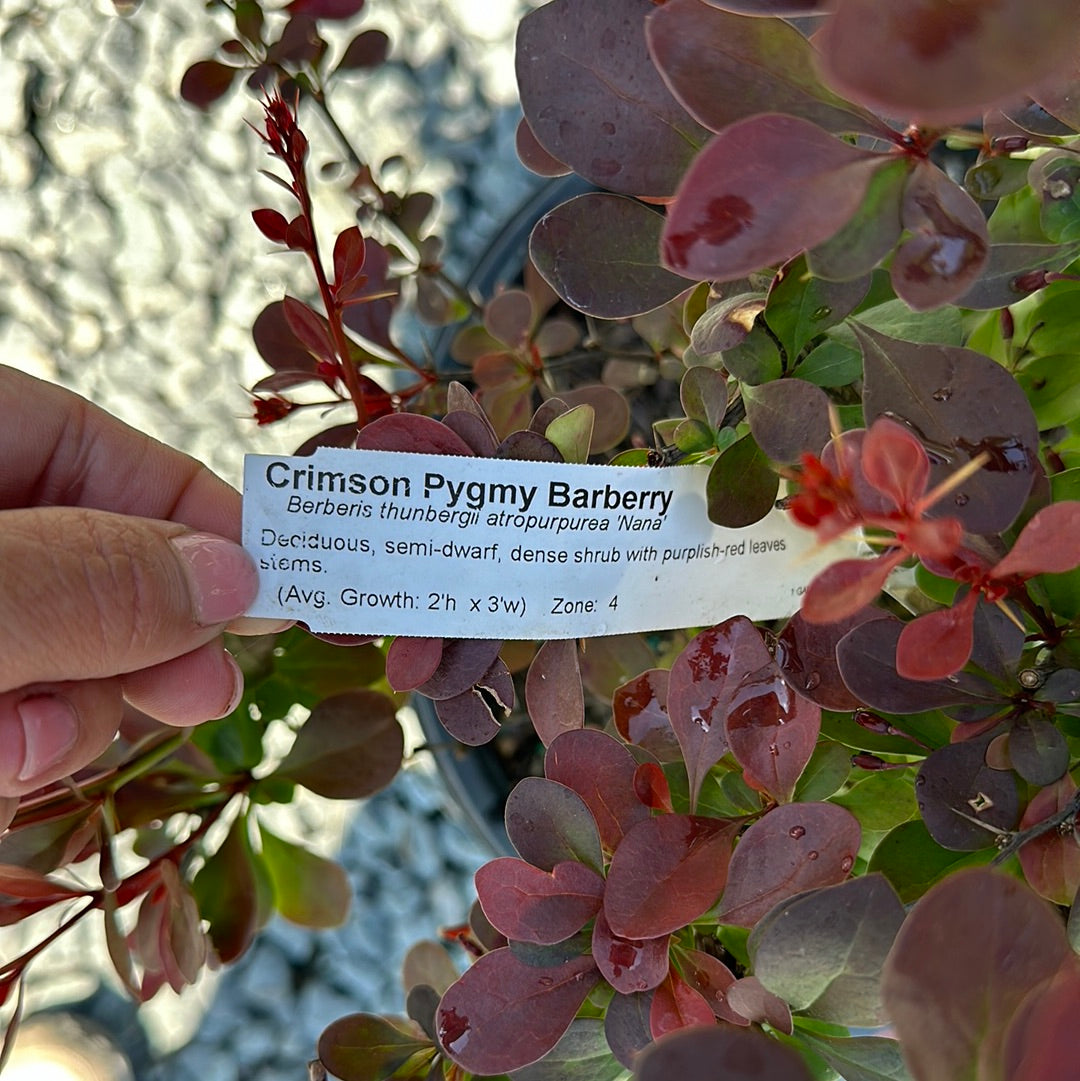 Crimson Pygmy Barberry
Berberis thunbergii atropurpurea 'Nana'
Deciduous, semi-dwarf, dense shrub with purplish-red leaves
stems.
(Avg. Growth: 2'h x 3'w) Zone: 4